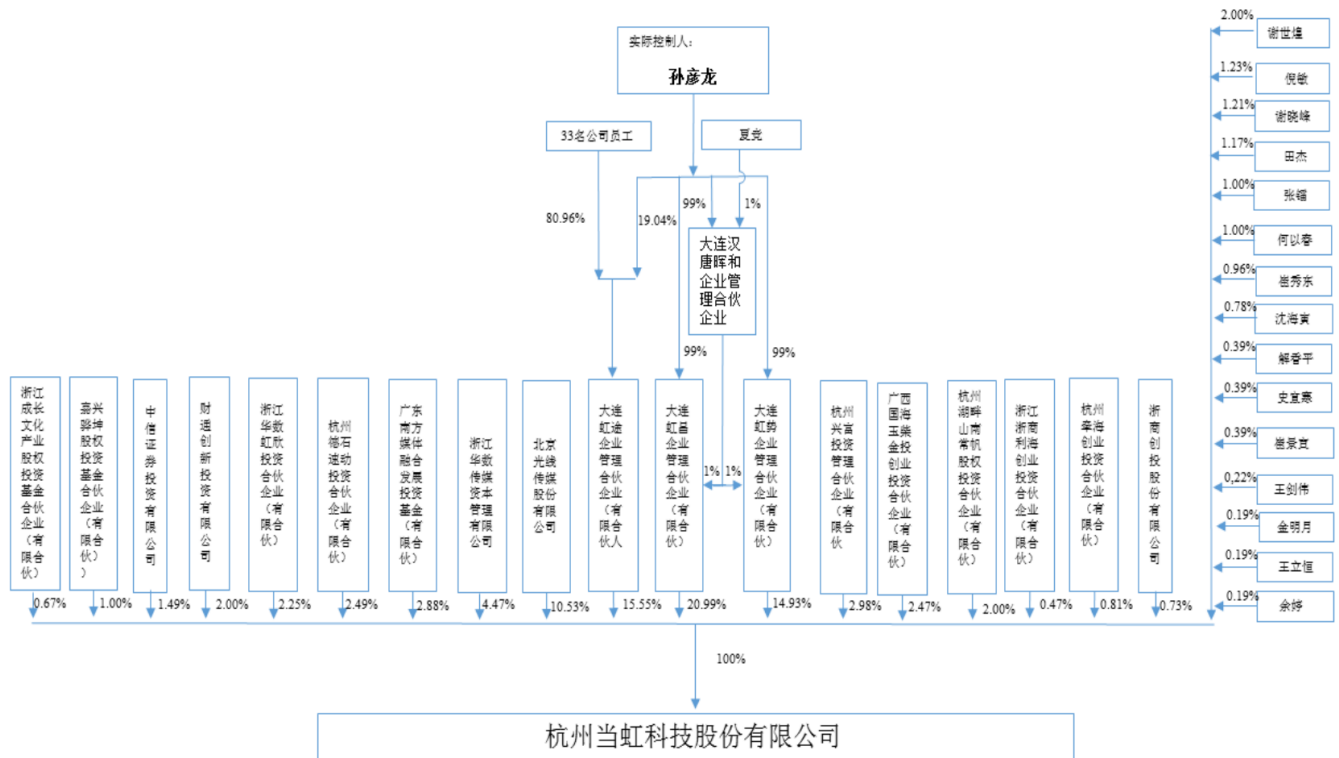 实际控制人：
孙彦龙
33名公司员工
夏党
80.96%
19.04%
99%
1%
大连汉
唐晖和
企业管
理合伙
企业
99%
99%
1%
1%
浙江成长文化产业股权投资基金合伙企业（有限合伙）
嘉兴骅坤股权投资基金合伙企业（有限合伙））
中信证券投资有限公司
财通创新投资有限公司
浙江华数虹欣投资合伙企业（有限合伙）
杭州德石速动投资合伙企业（有限合伙）
广东南方媒体融合发展投资基金（有限合伙）
浙江华数传媒资本管理有限公司
北京光线传媒股份有限公司
大连虹途企业管理合伙企业（有限合伙人
大连虹昌企业管理合伙企业（有限合伙）
大连虹势企业管理合伙企业（有限合伙）
杭州兴富投资管理合伙企业（有限合伙
广西国海玉柴金投创业投资合伙企业（有限合伙）
杭州湖畔山南常帆股权投资合伙企业（有限合伙）
浙江浙商利海创业投资合伙企业（有限合伙）
杭州牵海创业投资合伙企业（有限合伙）
浙商创投股份有限公司
0.67%
1.00%
1.49%
2.00%
2.25%
2.49%
2.88%
4.47%
10.53%
15.55%
20.99%
14.93%
2.98%
2.47%
2.00%
0.47%
0.81%
0.73%
2.00%
谢世煌
1.23%
倪敏
1.21%
谢晓峰
1.17%
田杰
1.00%
张镭
1.00%
何以春
0.96%
崔秀东
0.78%
沈海寅
0.39%
解香平
0.39%
史宜寒
0.39%
崔景宜
0,22%
王剑伟
0.19%
金明月
0.19%
王立恒
0.19%
余婷
100%
杭州当虹科技股份有限公司